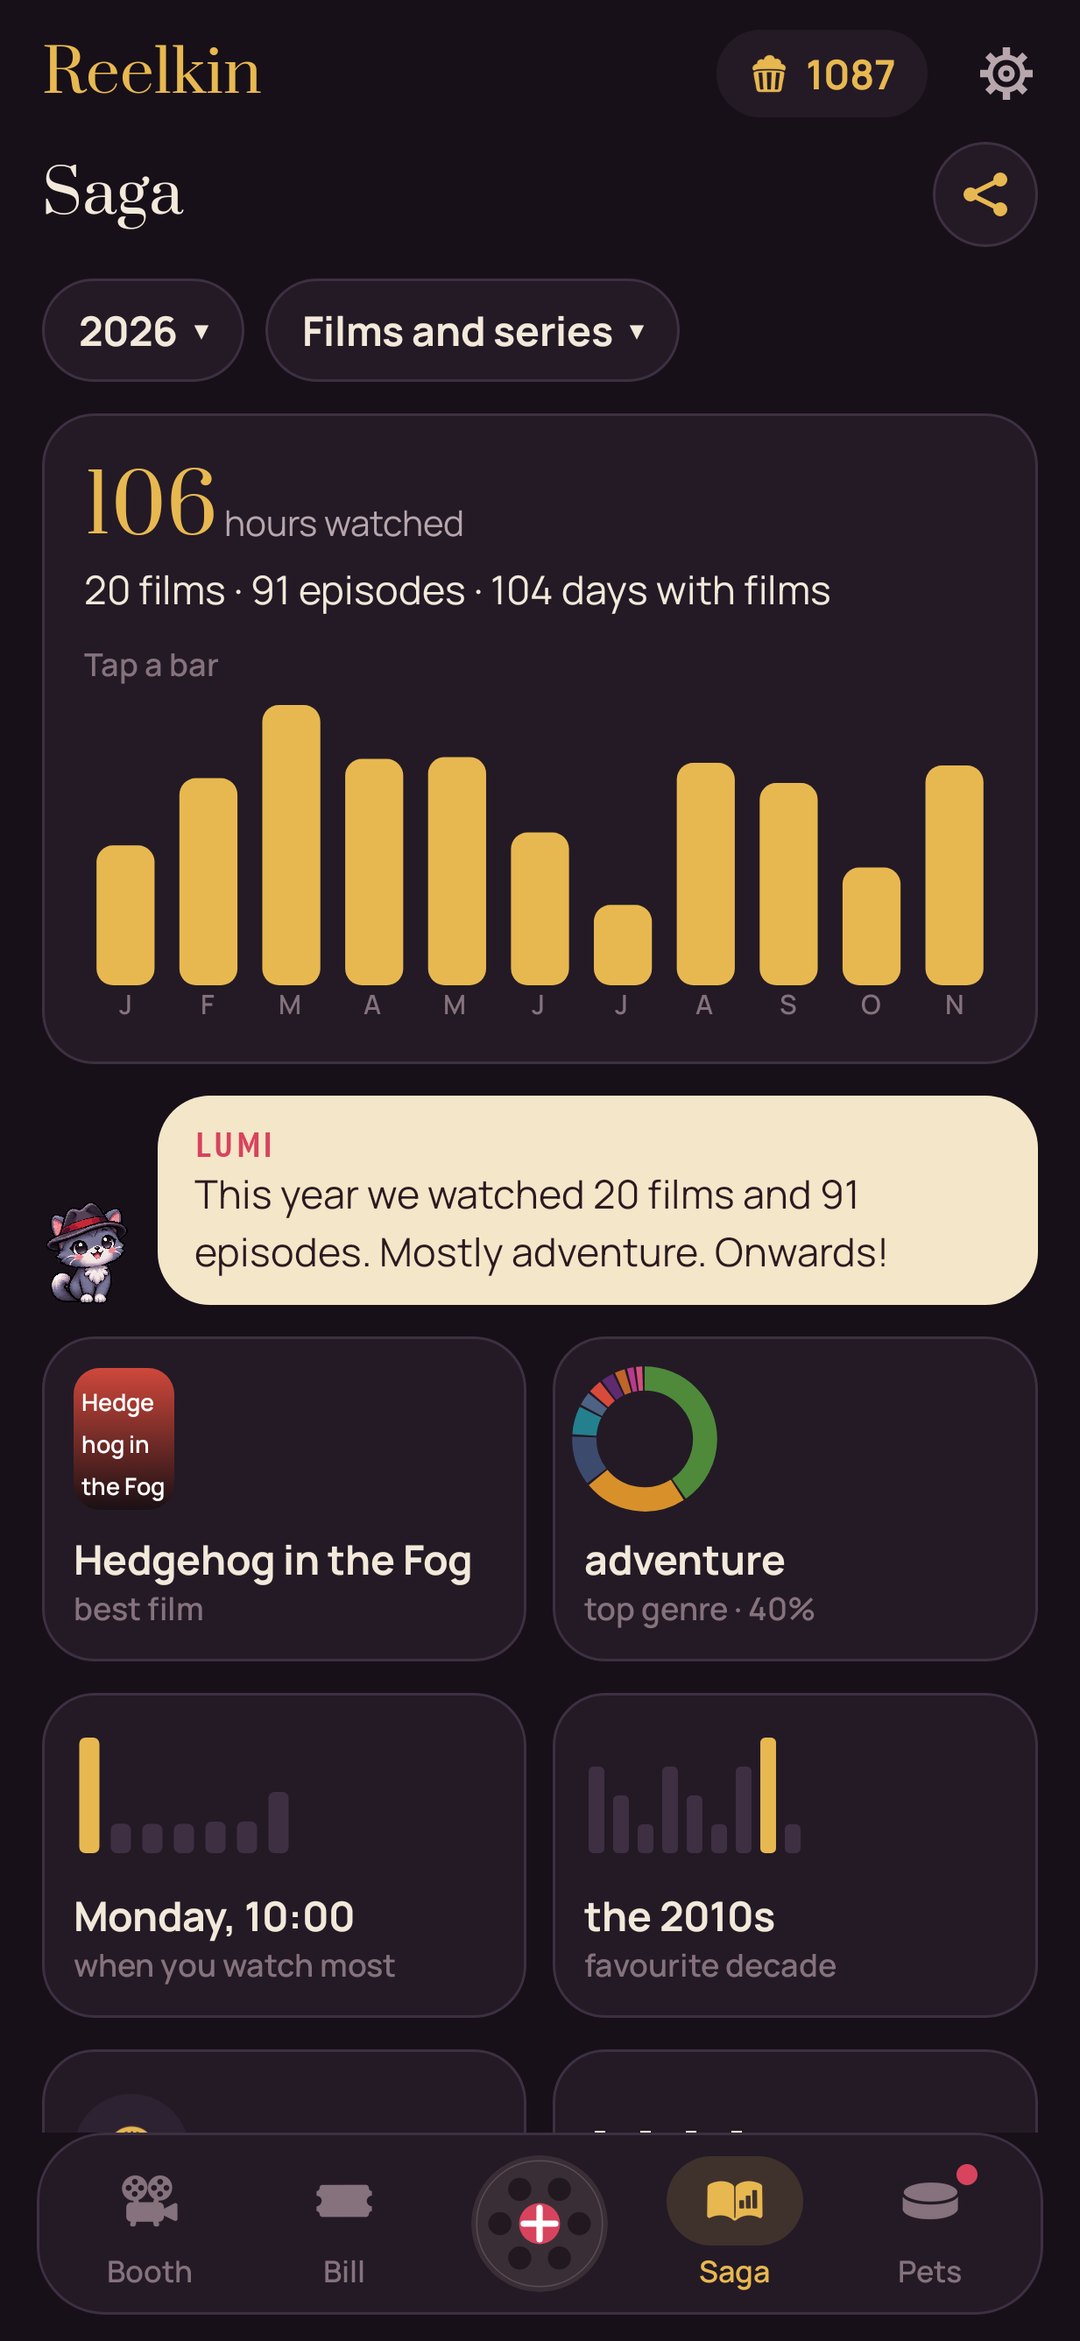 Reelkin
1087
Saga
2026 ▾
Films and series ▾
106 hours watched
20 films · 91 episodes · 104 days with films
Tap a bar
J F M A M J J A S O N
LUMI
This year we watched 20 films and 91
episodes. Mostly adventure. Onwards!
Hedge
hog in
the Fog
Hedgehog in the Fog
best film
adventure
top genre · 40%
Monday, 10:00
when you watch most
the 2010s
favourite decade
Booth
Bill
Saga
Pets